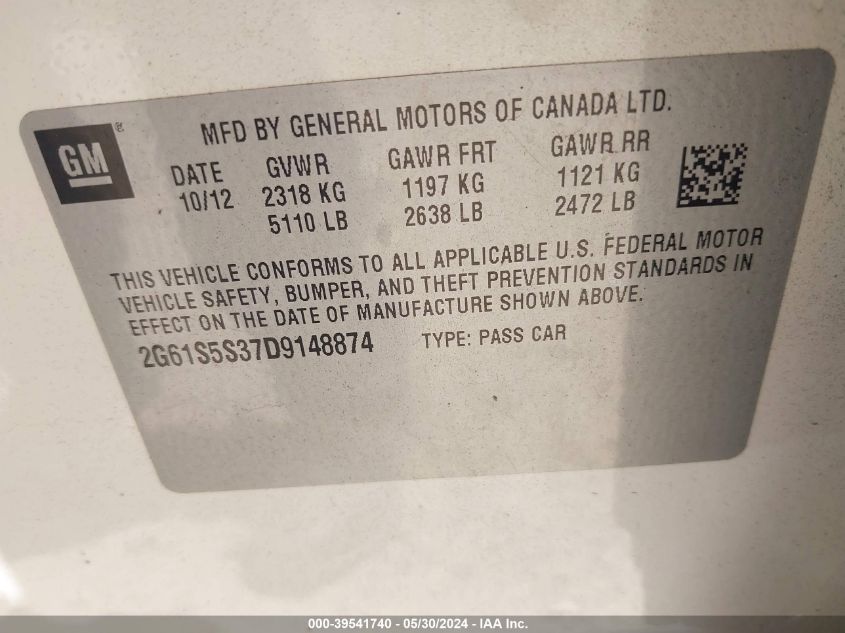 GM ®
MFD BY GENERAL MOTORS OF CANADA LTD.
DATE GVWR GAWR FRT GAWR RR
10/12 2318 KG 1197 KG 1121 KG
5110 LB 2638 LB 2472 LB
THIS VEHICLE CONFORMS TO ALL APPLICABLE U.S. FEDERAL MOTOR
VEHICLE SAFETY, BUMPER, AND THEFT PREVENTION STANDARDS IN
EFFECT ON THE DATE OF MANUFACTURE SHOWN ABOVE.
2G61S5S37D9148874 TYPE: PASS CAR
000-39541740 - 05/30/2024 - IAA Inc.